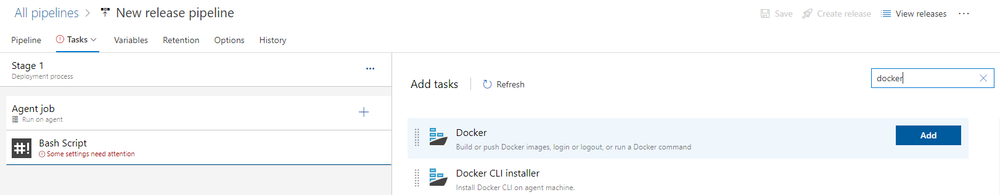 All pipelines > New release pipeline
Save Create release View releases ...
Pipeline Tasks Variables Retention Options History
Stage 1
Deployment process
Agent job
Run on agent
#! Bash Script
Some settings need attention
Add tasks Refresh
docker
Docker
Build or push Docker images, login or logout, or run a Docker command
Add
Docker CLI installer
Install Docker CLI on agent machine.